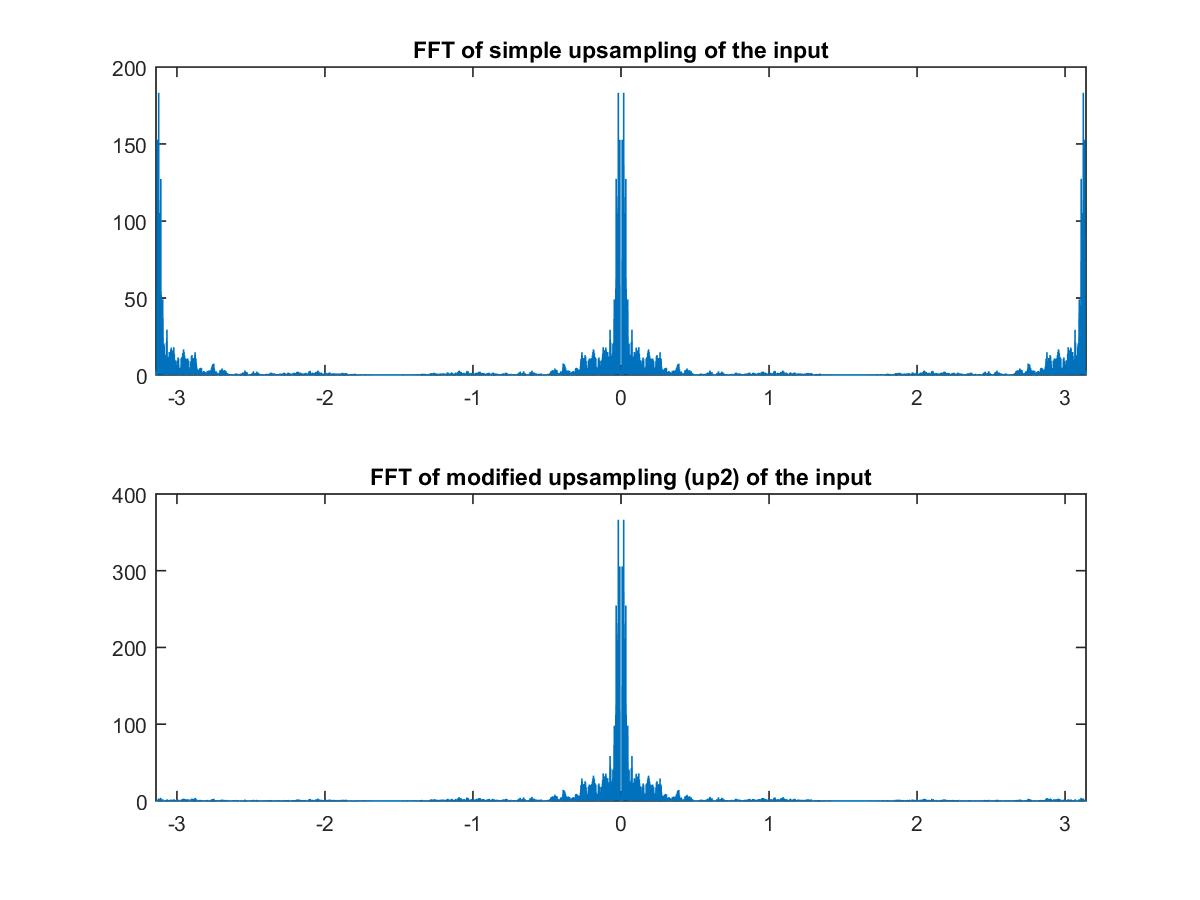 FFT of simple upsampling of the input
200
150
100
50
0
-3 -2 -1 0 1 2 3
FFT of modified upsampling (up2) of the input
400
300
200
100
0
-3 -2 -1 0 1 2 3